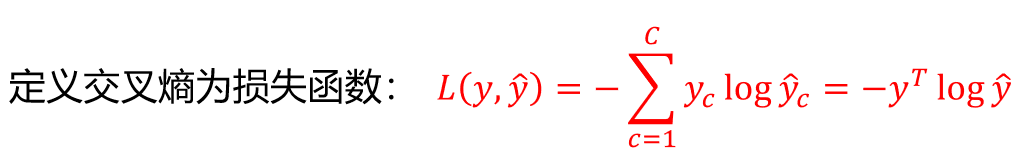 定义交叉熵为损失函数： L(y, ŷ) = −∑_{c=1}^{C} y_c log ŷ_c = −y^T log ŷ